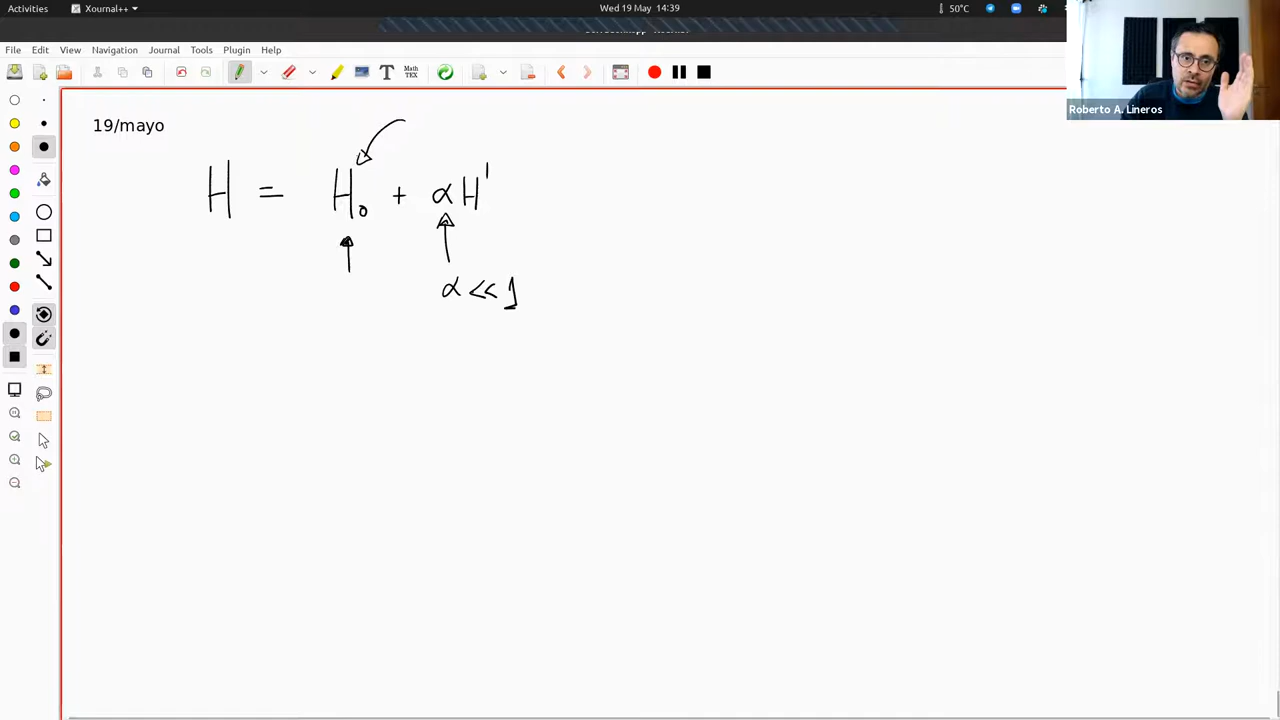 Activities Xournal++ Wed 19 May 14:39 50°C
File Edit View Navigation Journal Tools Plugin Help
Roberto A. Lineros
19/mayo
H = H₀ + αH'
α << 1